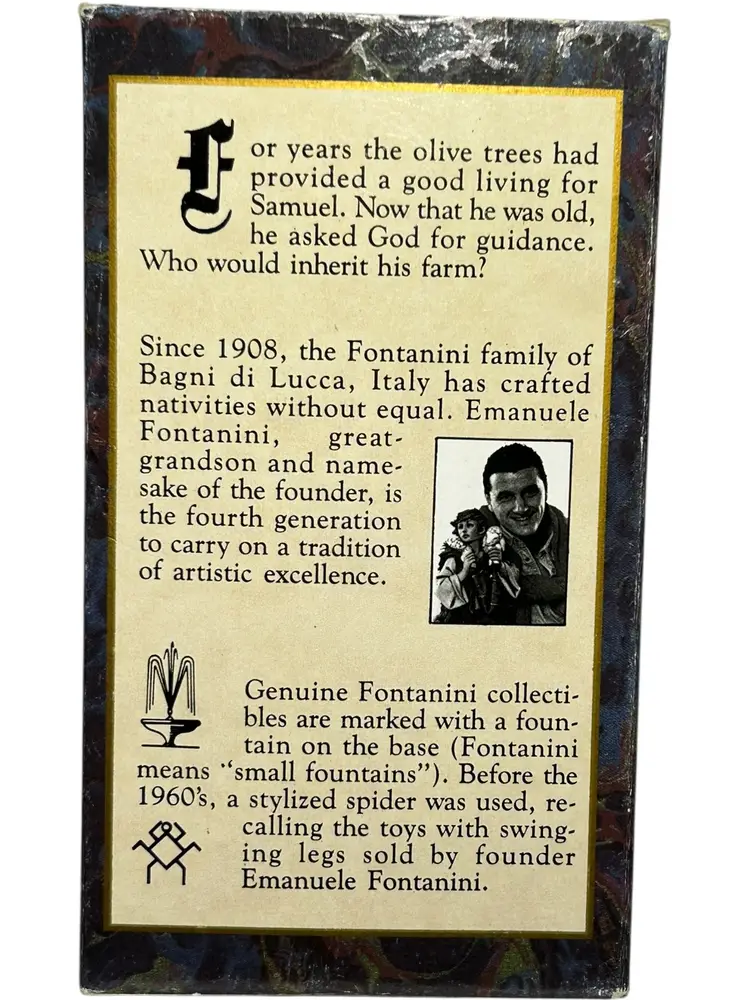 For years the olive trees had
provided a good living for
Samuel. Now that he was old,
he asked God for guidance.
Who would inherit his farm?
Since 1908, the Fontanini family of
Bagni di Lucca, Italy has crafted
nativities without equal. Emanuele
Fontanini, great-
grandson and name-
sake of the founder, is
the fourth generation
to carry on a tradition
of artistic excellence.
Genuine Fontanini collecti-
bles are marked with a foun-
tain on the base (Fontanini
means "small fountains"). Before the
1960's, a stylized spider was used, re-
calling the toys with swing-
ing legs sold by founder
Emanuele Fontanini.